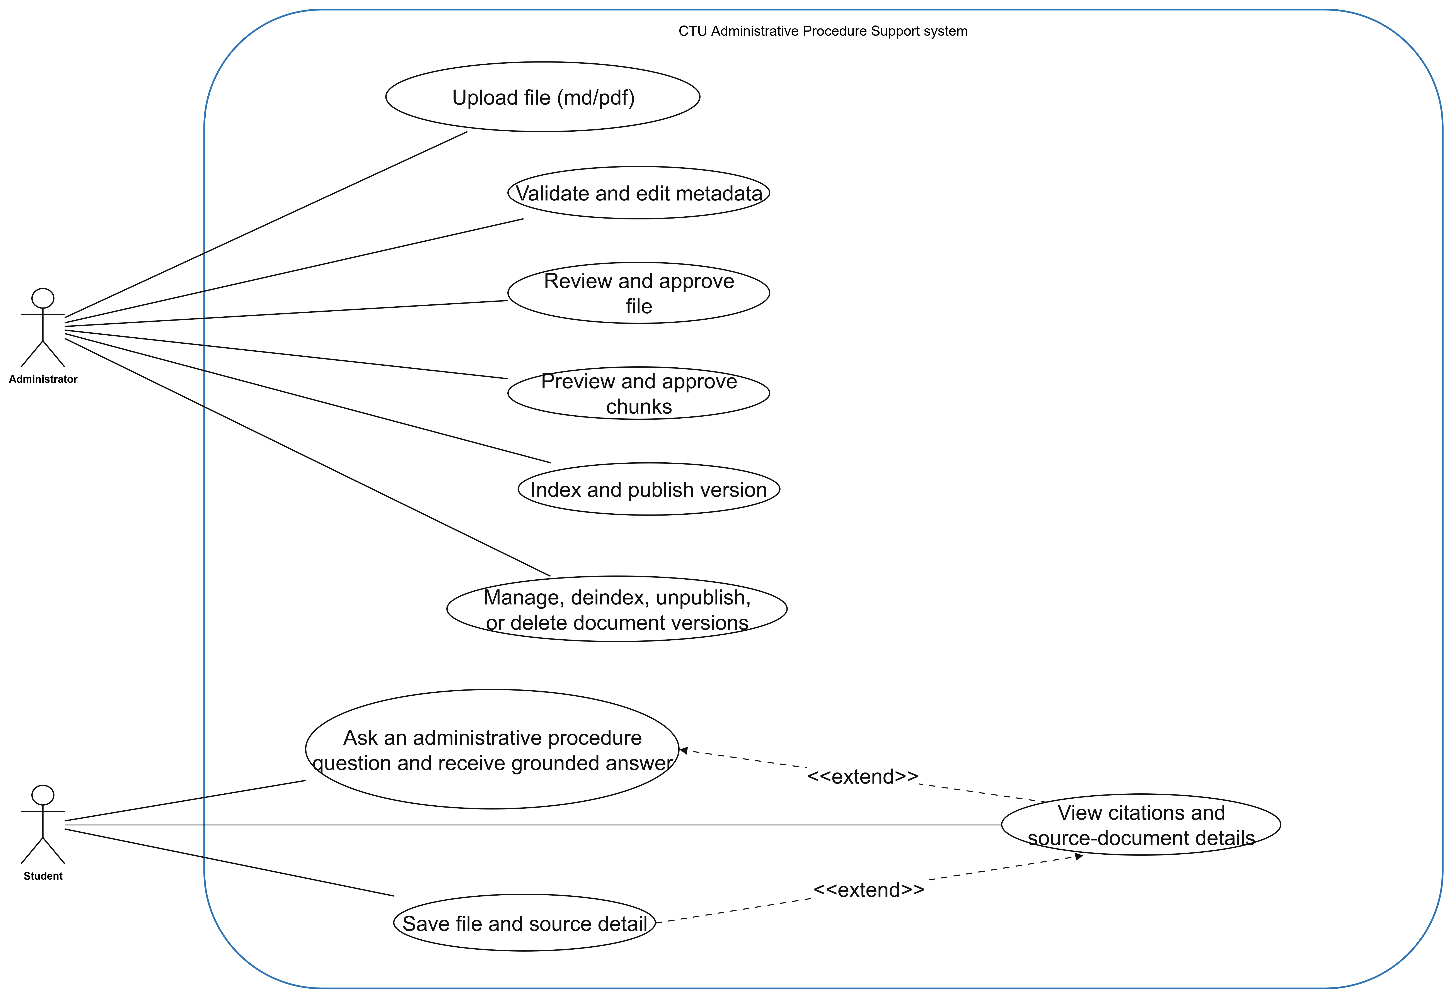 CTU Administrative Procedure Support system
Upload file (md/pdf)
Validate and edit metadata
Review and approve
file
Administrator
Preview and approve
chunks
Index and publish version
Manage, deindex, unpublish,
or delete document versions
Ask an administrative procedure
question and receive grounded answer
<<extend>>
View citations and
source-document details
Student
<<extend>>
Save file and source detail